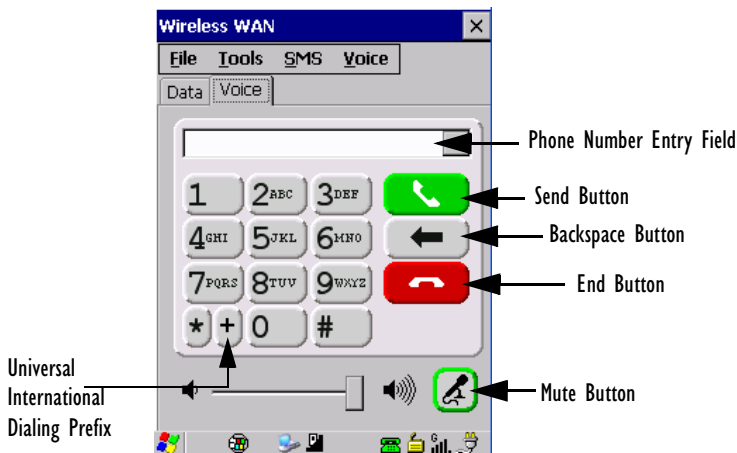 Wireless WAN
File Tools SMS Voice
Data Voice
Phone Number Entry Field
1 2ABC 3DEF
Send Button
4GHI 5JKL 6MNO
Backspace Button
7PQRS 8TUV 9WXYZ
End Button
* + 0 #
Universal
International
Dialing Prefix
Mute Button
G